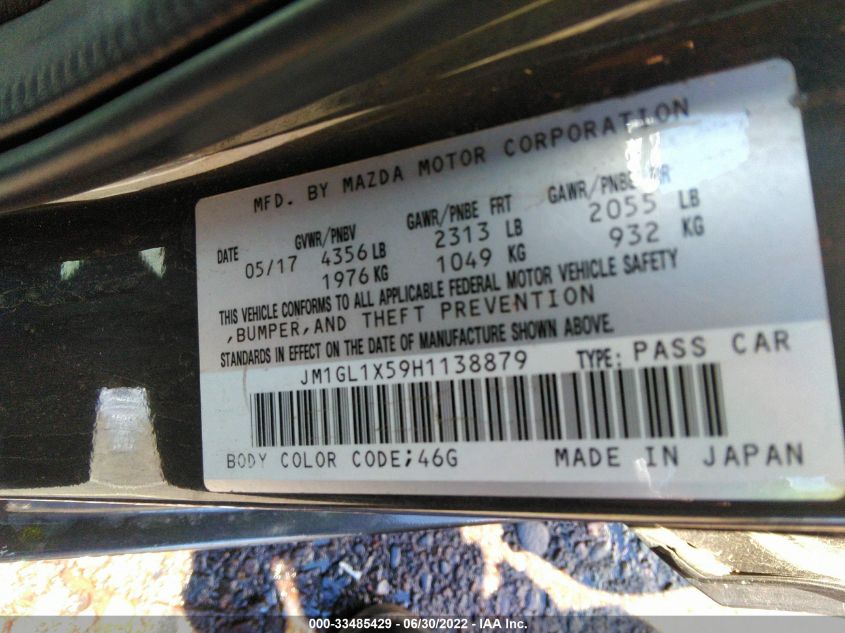 MFD. BY MAZDA MOTOR CORPORATION
DATE GVWR/PNBV GAWR/PNBE FRT GAWR/PNBE RR
05/17 4356 LB 2313 LB 2055 LB
1976 KG 1049 KG 932 KG
THIS VEHICLE CONFORMS TO ALL APPLICABLE FEDERAL MOTOR VEHICLE SAFETY
,BUMPER,AND THEFT PREVENTION
STANDARDS IN EFFECT ON THE DATE OF MANUFACTURE SHOWN ABOVE.
JM1GL1X59H1138879 TYPE: PASS CAR
BODY COLOR CODE;46G MADE IN JAPAN
000-33485429 - 06/30/2022 - IAA Inc.